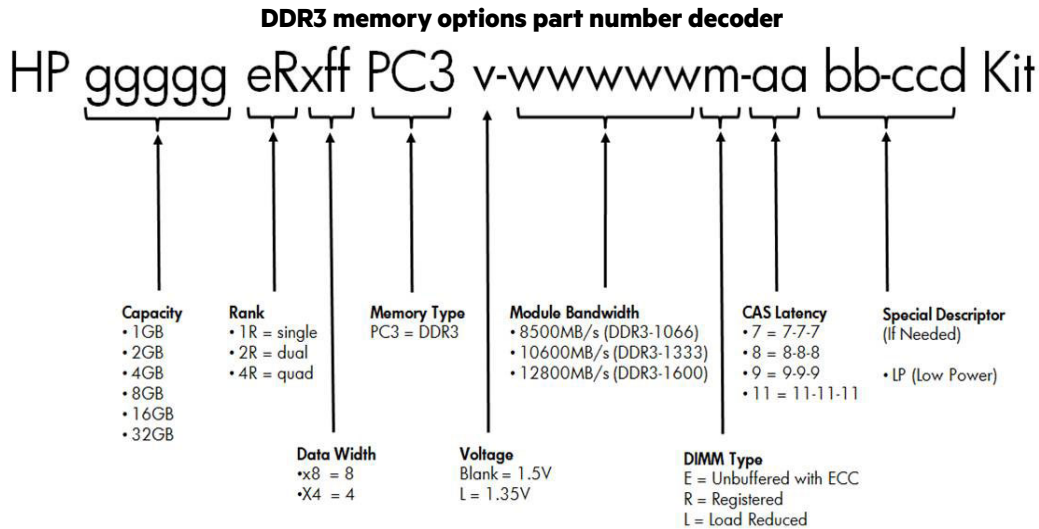 DDR3 memory options part number decoder
HP ggggg eRxff PC3 v-wwwwwm-aa bb-ccd Kit
Capacity
• 1GB
• 2GB
• 4GB
• 8GB
• 16GB
• 32GB
Rank
• 1R = single
• 2R = dual
• 4R = quad
Memory Type
PC3 = DDR3
Module Bandwidth
• 8500MB/s (DDR3-1066)
• 10600MB/s (DDR3-1333)
• 12800MB/s (DDR3-1600)
CAS Latency
• 7 = 7-7-7
• 8 = 8-8-8
• 9 = 9-9-9
• 11 = 11-11-11
Special Descriptor
(If Needed)
• LP (Low Power)
Data Width
•x8 = 8
•X4 = 4
Voltage
Blank = 1.5V
L = 1.35V
DIMM Type
E = Unbuffered with ECC
R = Registered
L = Load Reduced